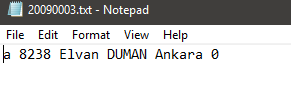 20090003.txt - Notepad
File Edit Format View Help
a 8238 Elvan DUMAN Ankara 0